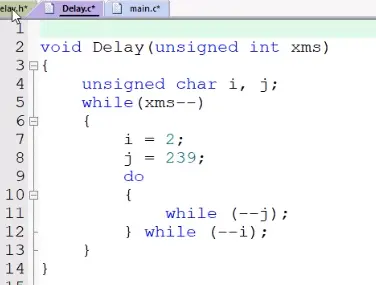 elay.h* Delay.c* main.c*
1
2 void Delay(unsigned int xms)
3 {
4 unsigned char i, j;
5 while(xms--)
6 {
7 i = 2;
8 j = 239;
9 do
10 {
11 while (--j);
12 } while (--i);
13 }
14 }
15